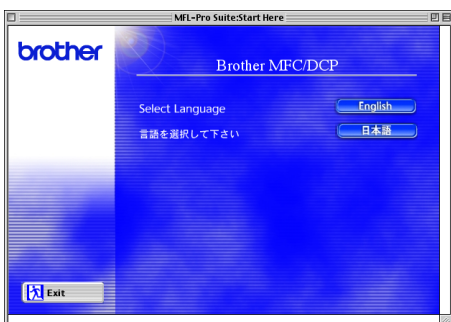 MFL-Pro Suite:Start Here
brother
Brother MFC/DCP
Select Language
English
言語を選択して下さい
日本語
Exit